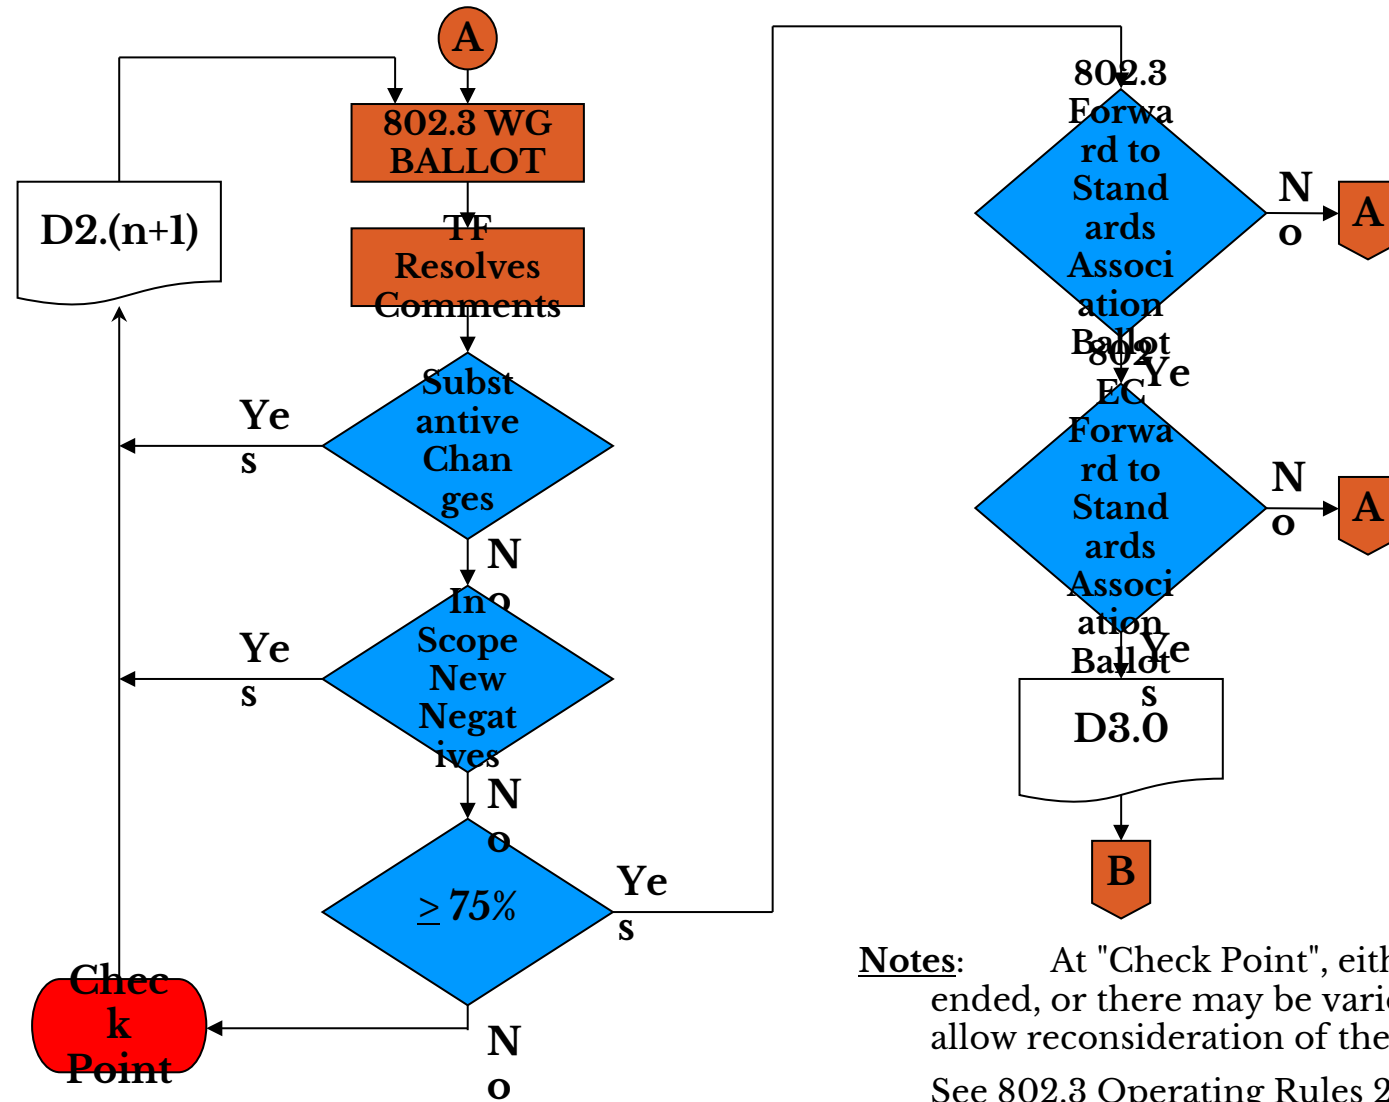 A
802.3 WG
BALLOT
D2.(n+1)
TF
Resolves
Comments
Subst
antive
Chan
ges
Ye
s
N
o
In
Scope
New
Negat
ives
Ye
s
N
o
≥ 75%
Ye
s
N
o
Chec
k
Point
802.3
Forwa
rd to
Stand
ards
Associ
ation
Ballot
N
o
A
Ye
802
EC
Forwa
rd to
Stand
ards
Associ
ation
Ballot
N
o
A
Ye
s
D3.0
B
Notes: At "Check Point", eith
ended, or there may be vari
allow reconsideration of the
See 802.3 Operating Rules 2